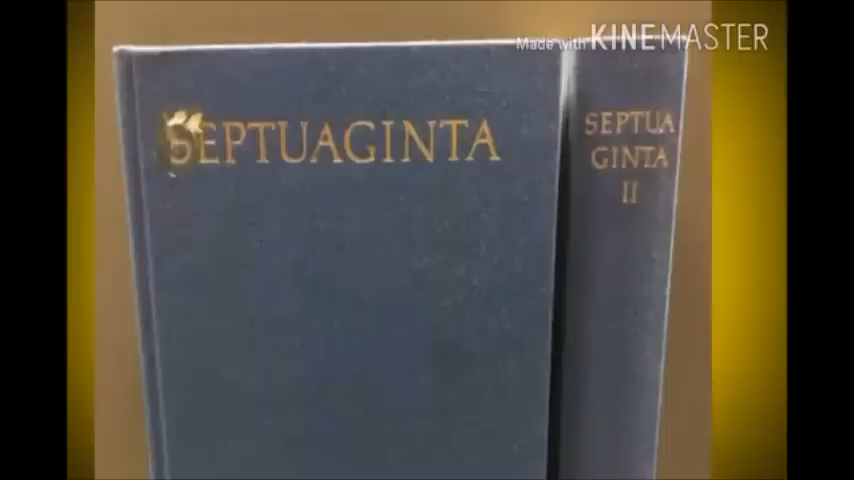 Made with KINEMASTER
SEPTUAGINTA
SEPTUA
GINTA
II